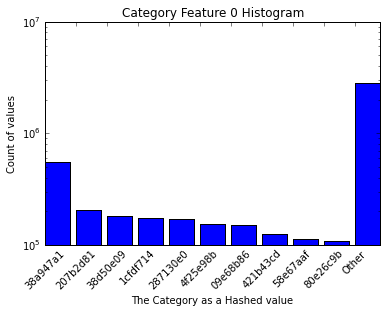 Category Feature 0 Histogram
10^7
10^6
10^5
Count of values
38a947a1
207b2d81
38d50e09
1cfdf714
287130e0
4f25e98b
09e68b86
421b43cd
58e67aaf
80e26c9b
Other
The Category as a Hashed value